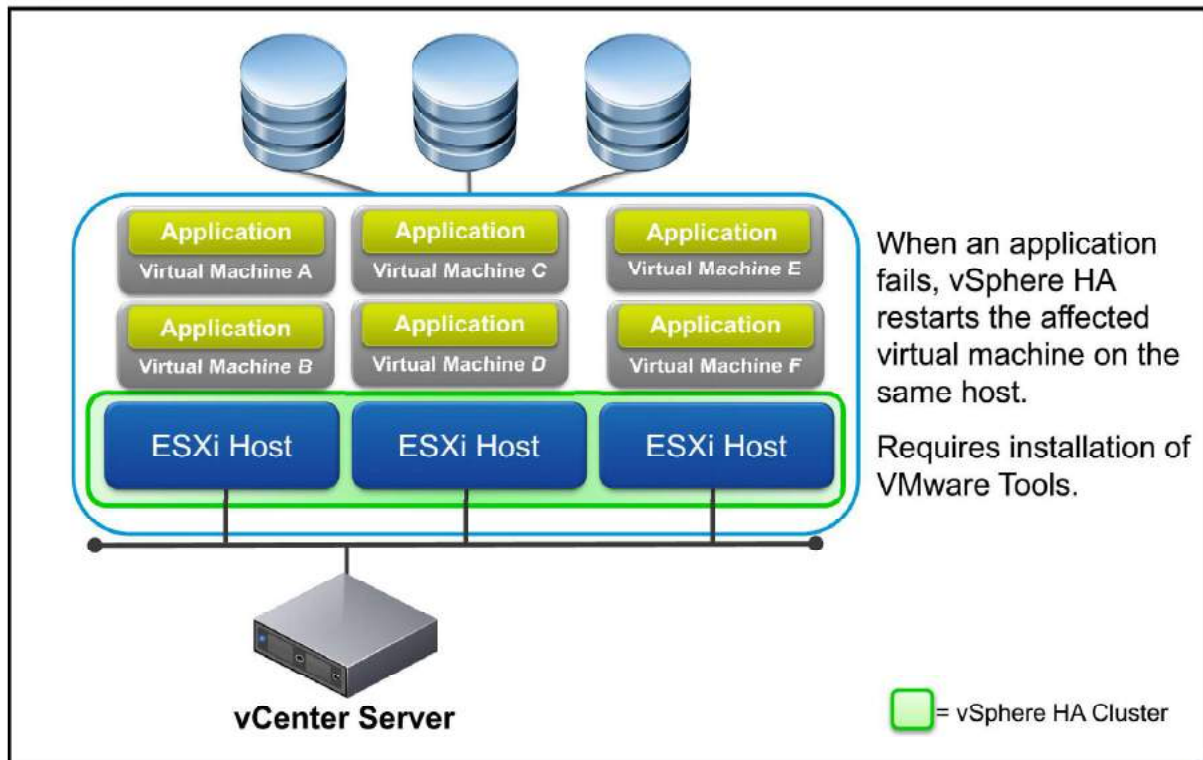 Application
Virtual Machine A
Application
Virtual Machine C
Application
Virtual Machine E
Application
Virtual Machine B
Application
Virtual Machine D
Application
Virtual Machine F
ESXi Host
ESXi Host
ESXi Host
When an application
fails, vSphere HA
restarts the affected
virtual machine on the
same host.
Requires installation of
VMware Tools.
vCenter Server
= vSphere HA Cluster